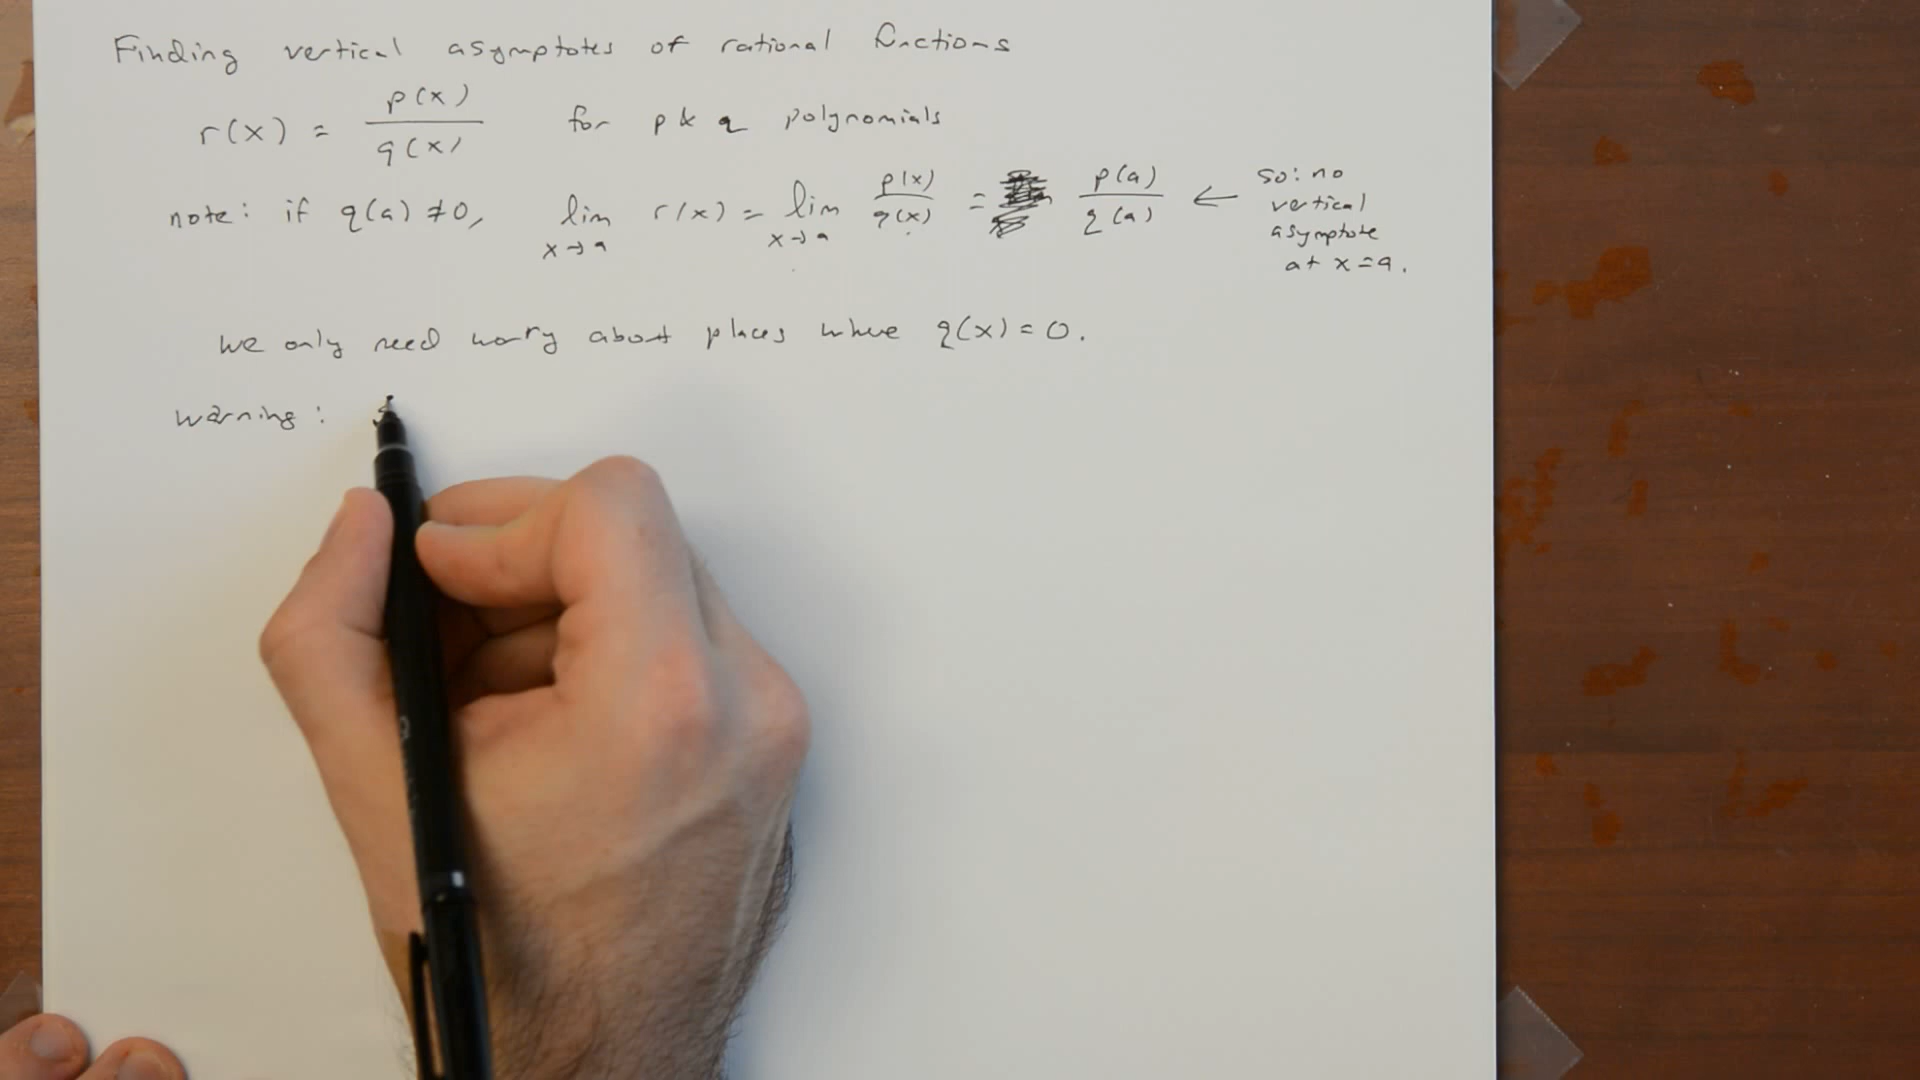 Finding vertical asymptotes of rational functions
r(x) = p(x)/q(x) for p & q polynomials
note: if q(a) ≠ 0, lim x→a r(x) = lim x→a p(x)/q(x) = p(a)/q(a) ← so: no
vertical
asymptote
at x=a.
we only need worry about places where q(x) = 0.
warning: